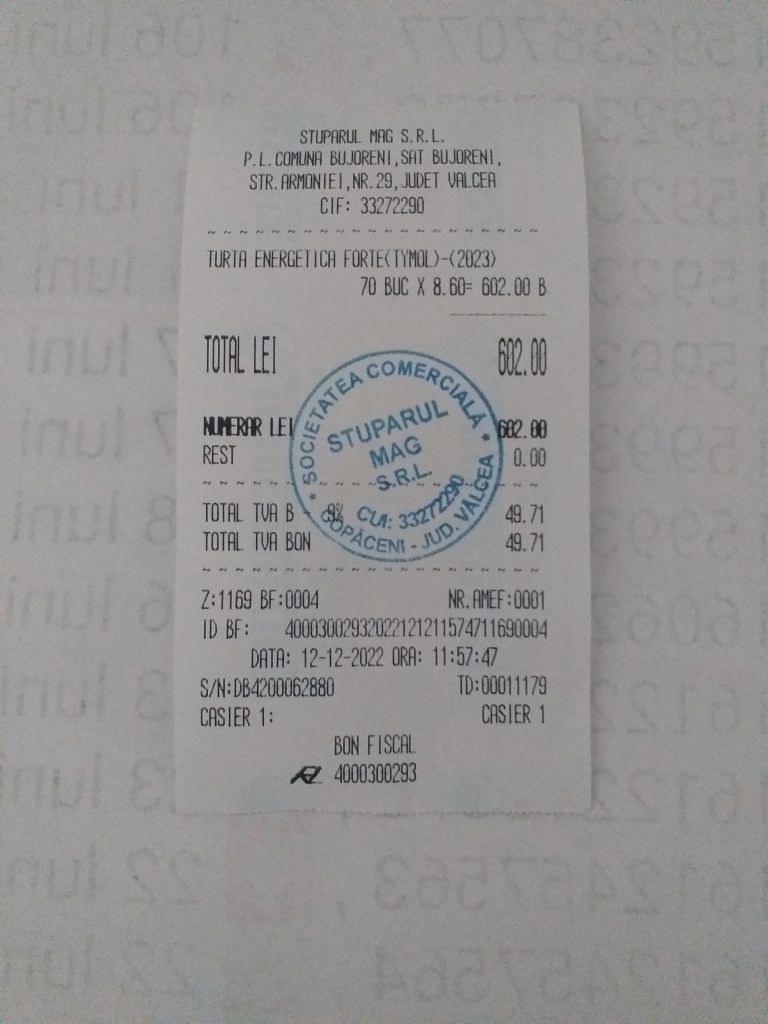 STUPARUL MAG S.R.L.
P.L.COMUNA BUJORENI,SAT BUJORENI,
STR.ARMONIEI,NR.29,JUDET VALCEA
CIF: 33272290
~ ~ ~ ~ ~ ~ ~ ~ ~ ~ ~ ~ ~ ~ ~ ~ ~ ~ ~ ~ ~
TURTA ENERGETICA FORTE(TYMOL)-(2023)
70 BUC X 8.60= 602.00 B
TOTAL LEI 602.00
NUMERAR LEI 602.00
REST 0.00
~ ~ ~ ~ ~ ~ ~ ~ ~ ~ ~ ~ ~ ~ ~ ~ ~ ~ ~ ~ ~
TOTAL TVA B - 9% 49.71
TOTAL TVA BON 49.71
~ ~ ~ ~ ~ ~ ~ ~ ~ ~ ~ ~ ~ ~ ~ ~ ~ ~ ~ ~ ~
Z:1169 BF:0004 NR.AMEF:0001
ID BF: 40003002932022121211574711690004
DATA: 12-12-2022 ORA: 11:57:47
S/N:DB4200062880 TD:00011179
CASIER 1: CASIER 1
BON FISCAL
4000300293
* SOCIETATEA COMERCIALĂ *
STUPARUL
MAG
S.R.L.
CUI: 33272290
COPĂCENI - JUD. VÂLCEA